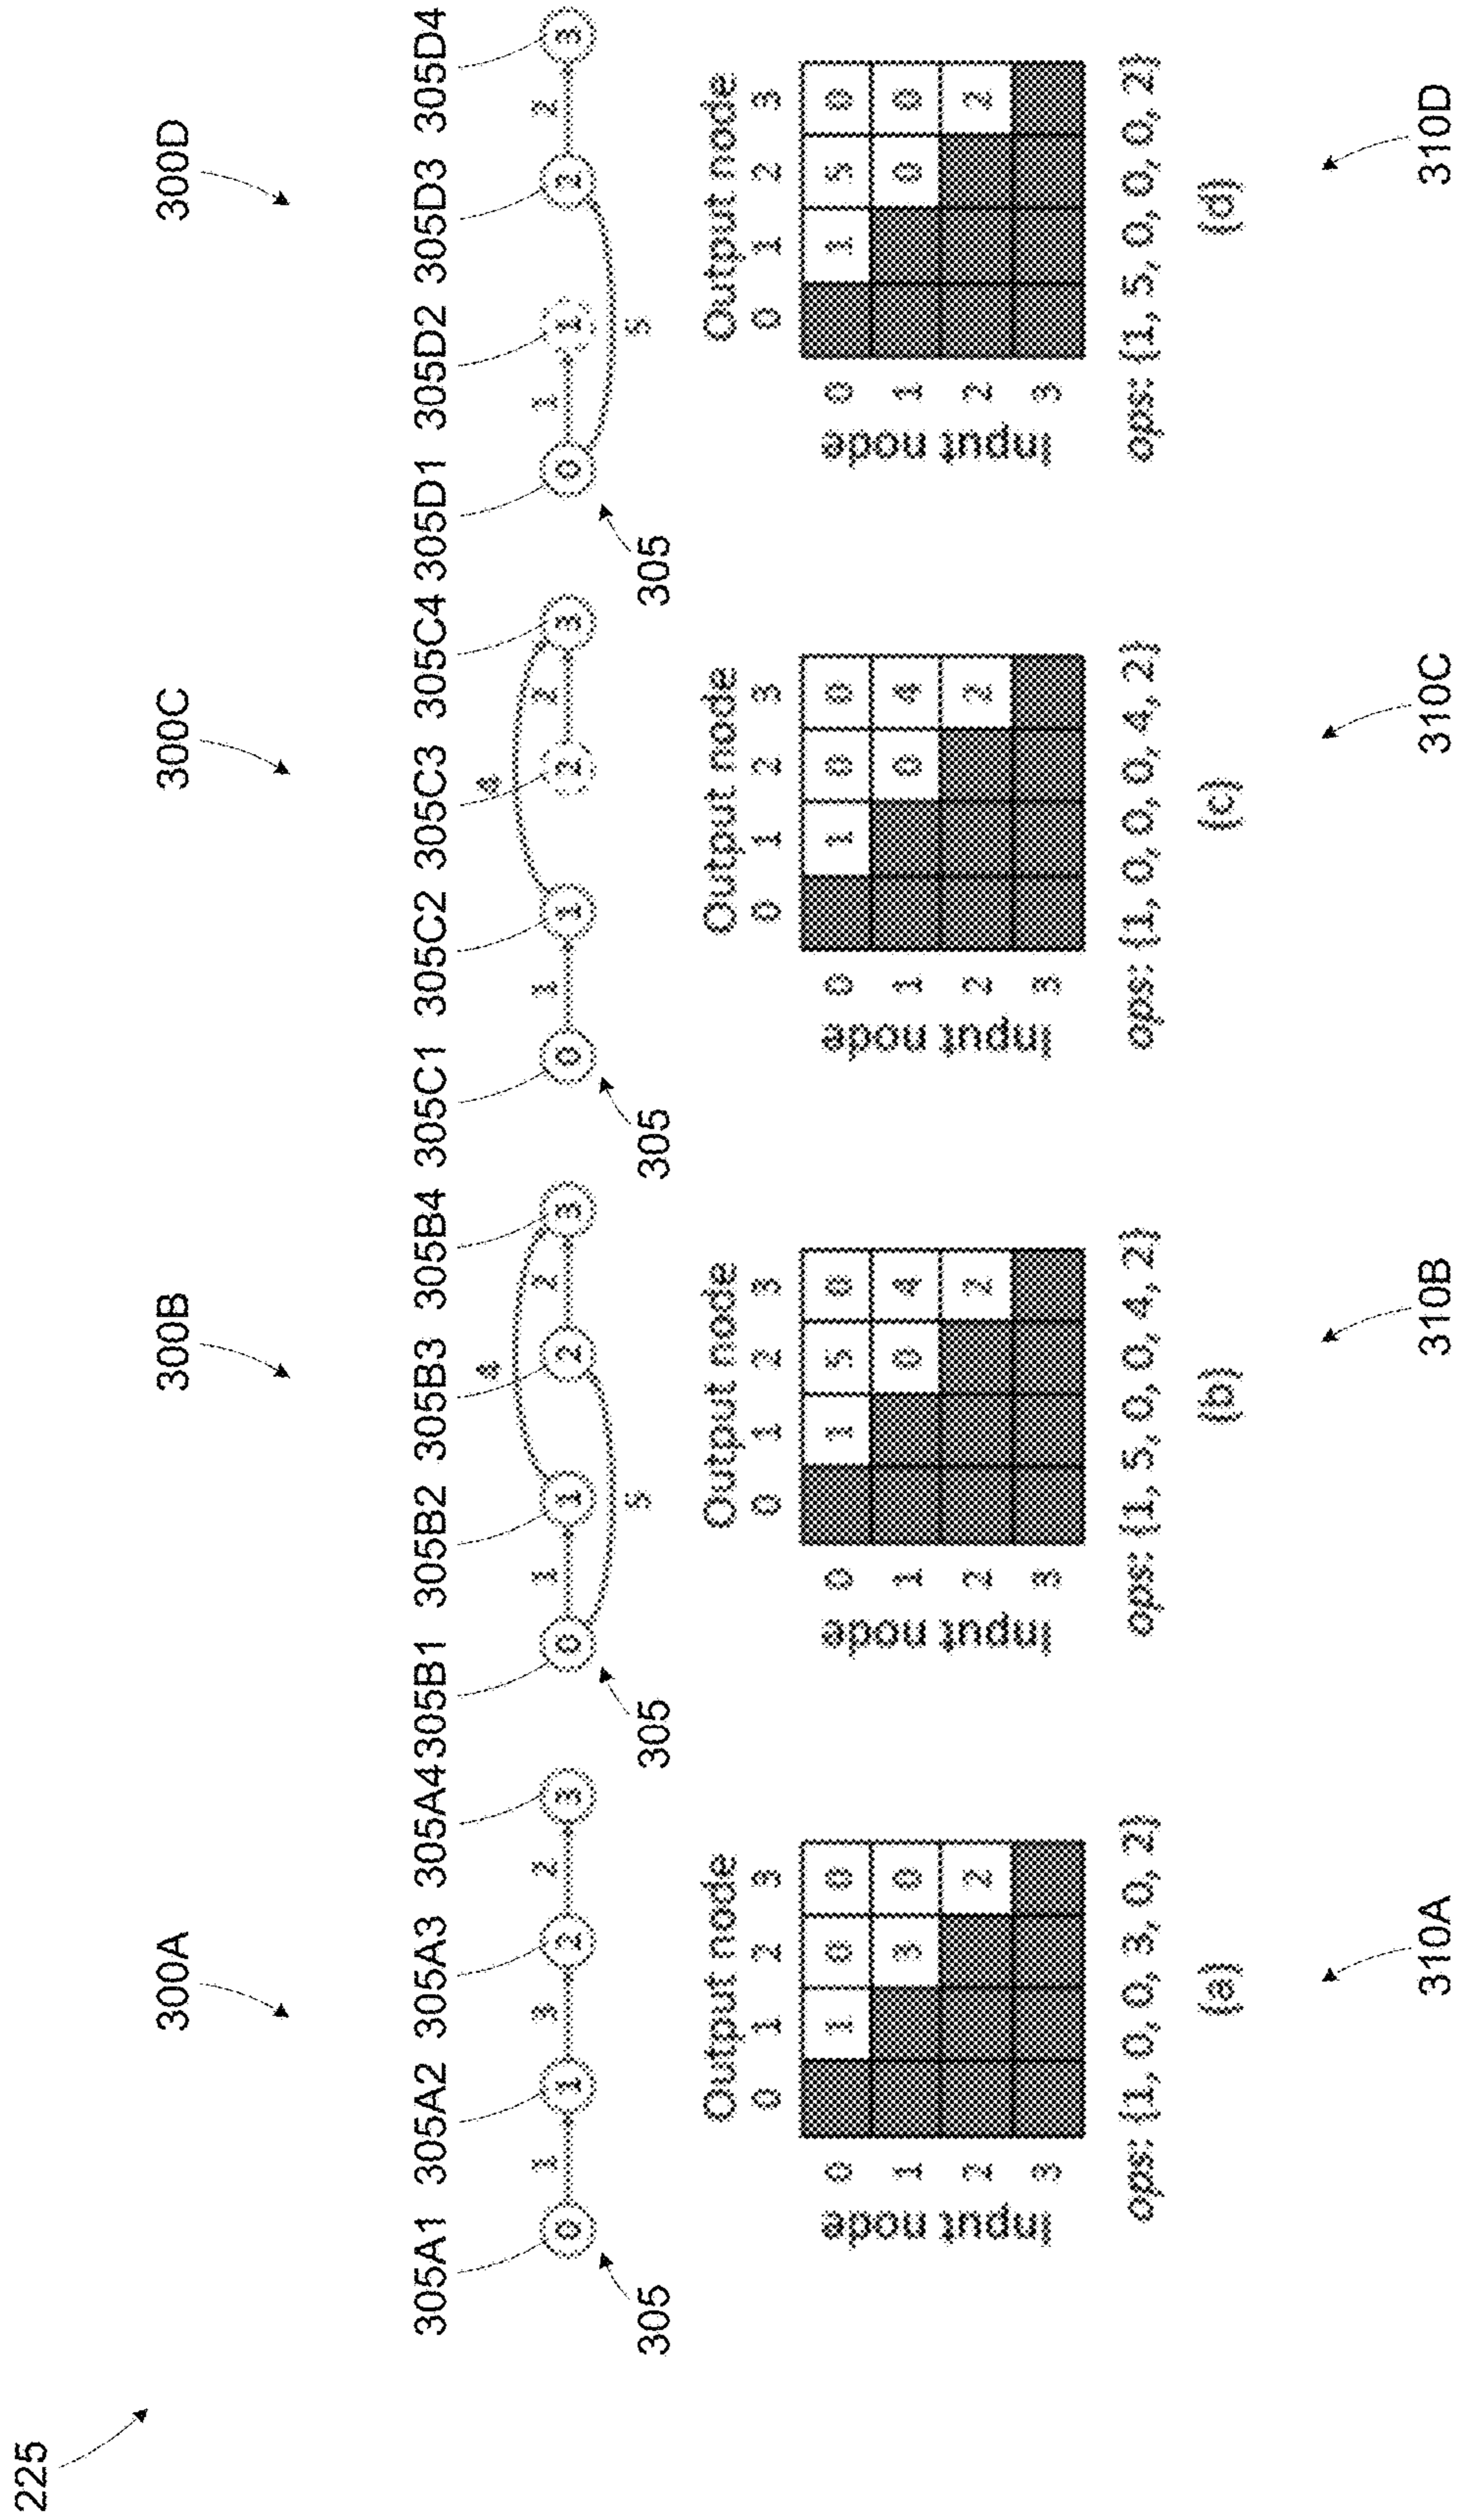 225
300A 300B 300C 300D
305A1 305A2 305A3 305A4 305B1 305B2 305B3 305B4 305C1 305C2 305C3 305C4 305D1 305D2 305D3 305D4
4 4
1 3 2 1 2 1 2 1 2
0 1 2 3 0 1 2 3 0 1 2 3 0 1 2 3
5 5
305 305 305 305
Output node Output node Output node Output node
0 1 2 3 0 1 2 3 0 1 2 3 0 1 2 3
Input node Input node Input node Input node
0 1 0 0 0 1 5 0 0 1 0 0 0 1 5 0
1 3 0 1 0 4 1 0 4 1 0 0
2 2 2 2 2 2 2 2
3 3 3 3
ops: {1, 0, 0, 3, 0, 2} ops: {1, 5, 0, 0, 4, 2} ops: {1, 0, 0, 0, 4, 2} ops: {1, 5, 0, 0, 0, 2}
(a) (b) (c) (d)
310A 310B 310C 310D